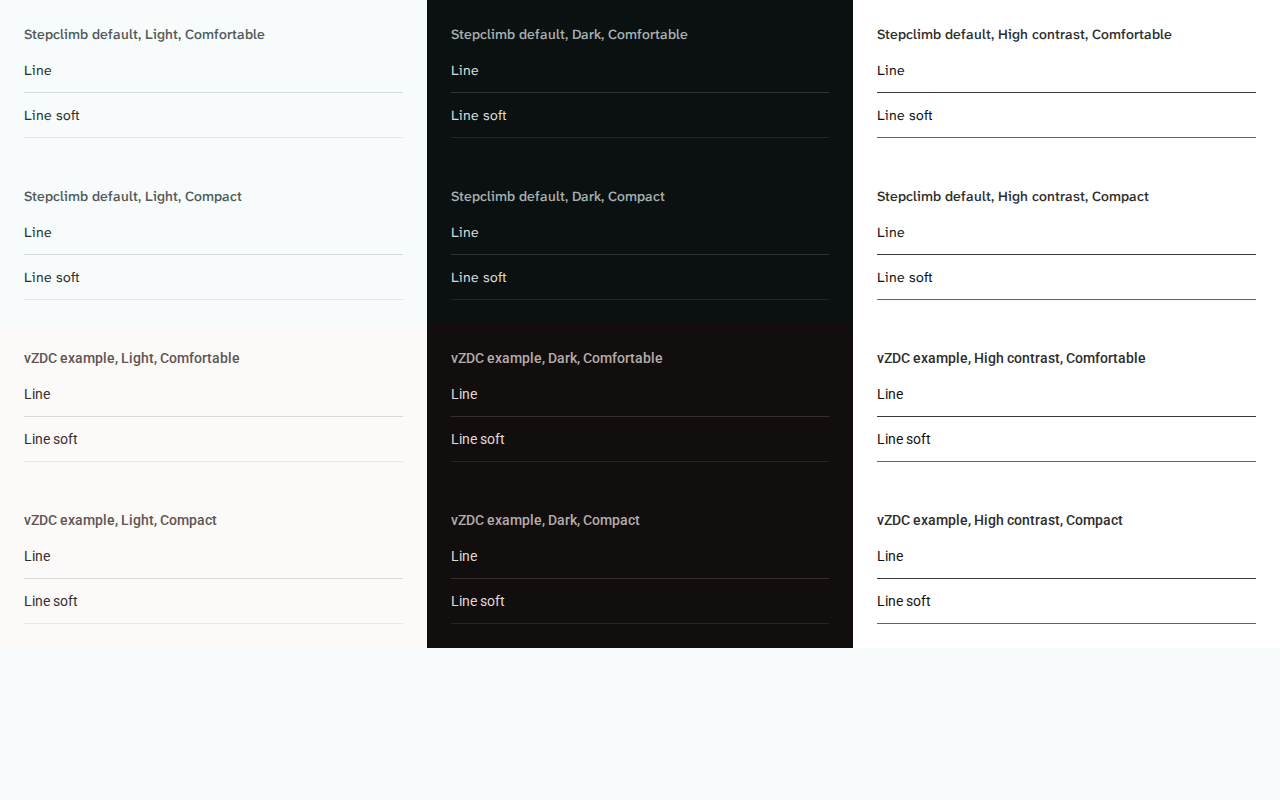 Stepclimb default, Light, Comfortable
Line
Line soft
Stepclimb default, Dark, Comfortable
Line
Line soft
Stepclimb default, High contrast, Comfortable
Line
Line soft
Stepclimb default, Light, Compact
Line
Line soft
Stepclimb default, Dark, Compact
Line
Line soft
Stepclimb default, High contrast, Compact
Line
Line soft
vZDC example, Light, Comfortable
Line
Line soft
vZDC example, Dark, Comfortable
Line
Line soft
vZDC example, High contrast, Comfortable
Line
Line soft
vZDC example, Light, Compact
Line
Line soft
vZDC example, Dark, Compact
Line
Line soft
vZDC example, High contrast, Compact
Line
Line soft